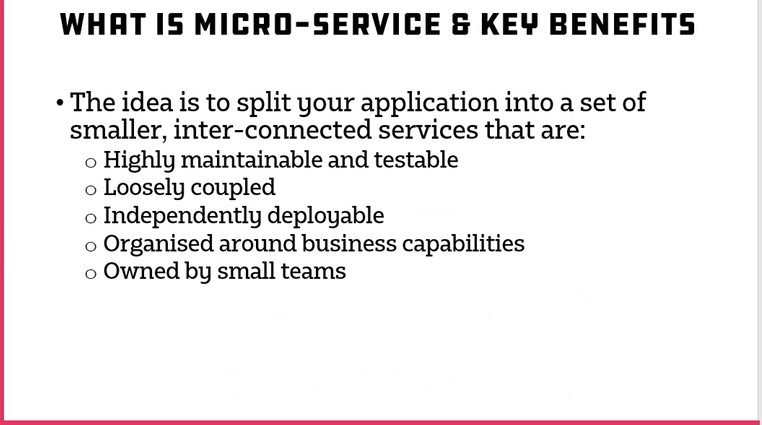 WHAT IS MICRO-SERVICE & KEY BENEFITS
• The idea is to split your application into a set of
smaller, inter-connected services that are:
o Highly maintainable and testable
o Loosely coupled
o Independently deployable
o Organised around business capabilities
o Owned by small teams